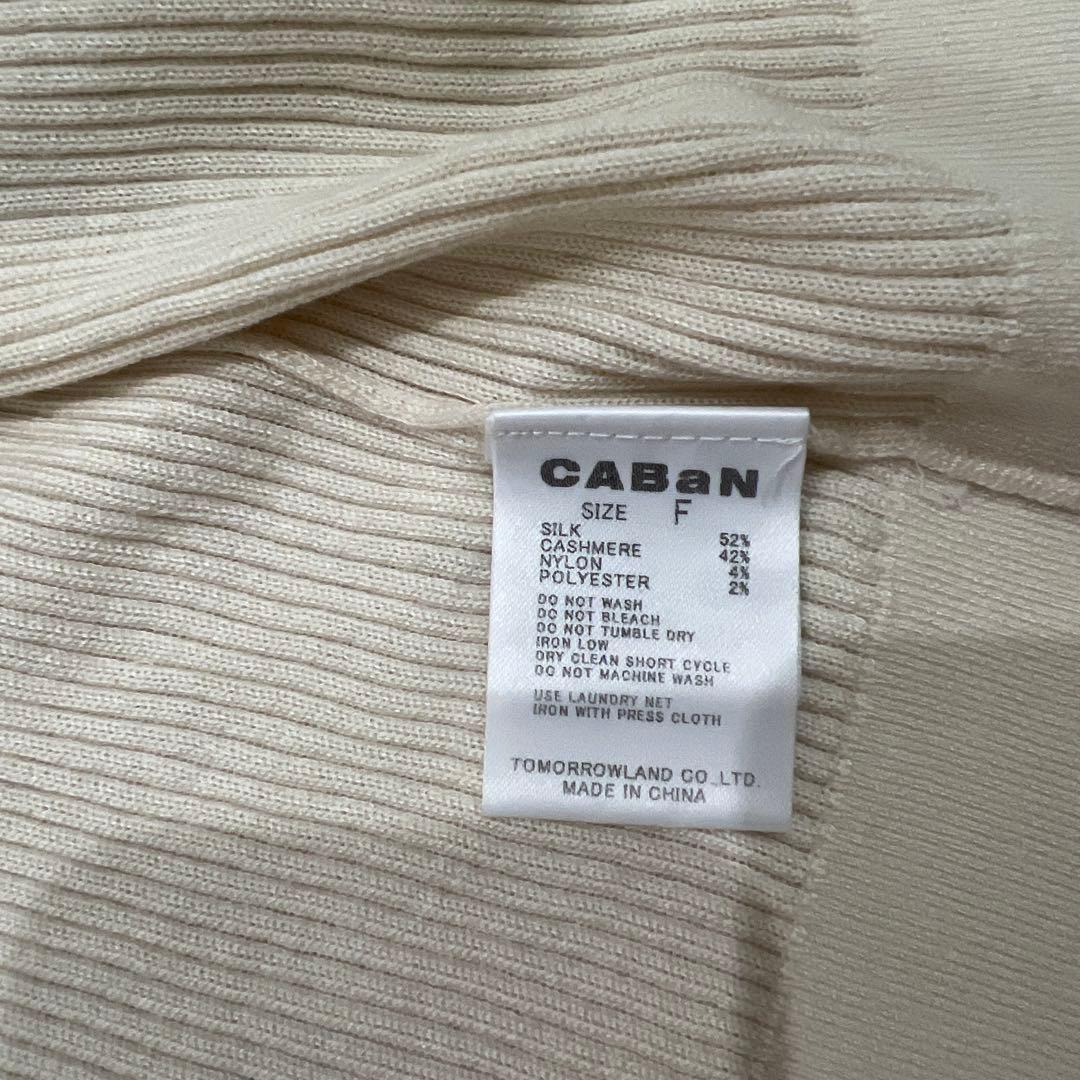 CABaN
SIZE F
SILK 52%
CASHMERE 42%
NYLON 4%
POLYESTER 2%
DO NOT WASH
DO NOT BLEACH
DO NOT TUMBLE DRY
IRON LOW
DRY CLEAN SHORT CYCLE
DO NOT MACHINE WASH
USE LAUNDRY NET
IRON WITH PRESS CLOTH
TOMORROWLAND CO.,LTD.
MADE IN CHINA